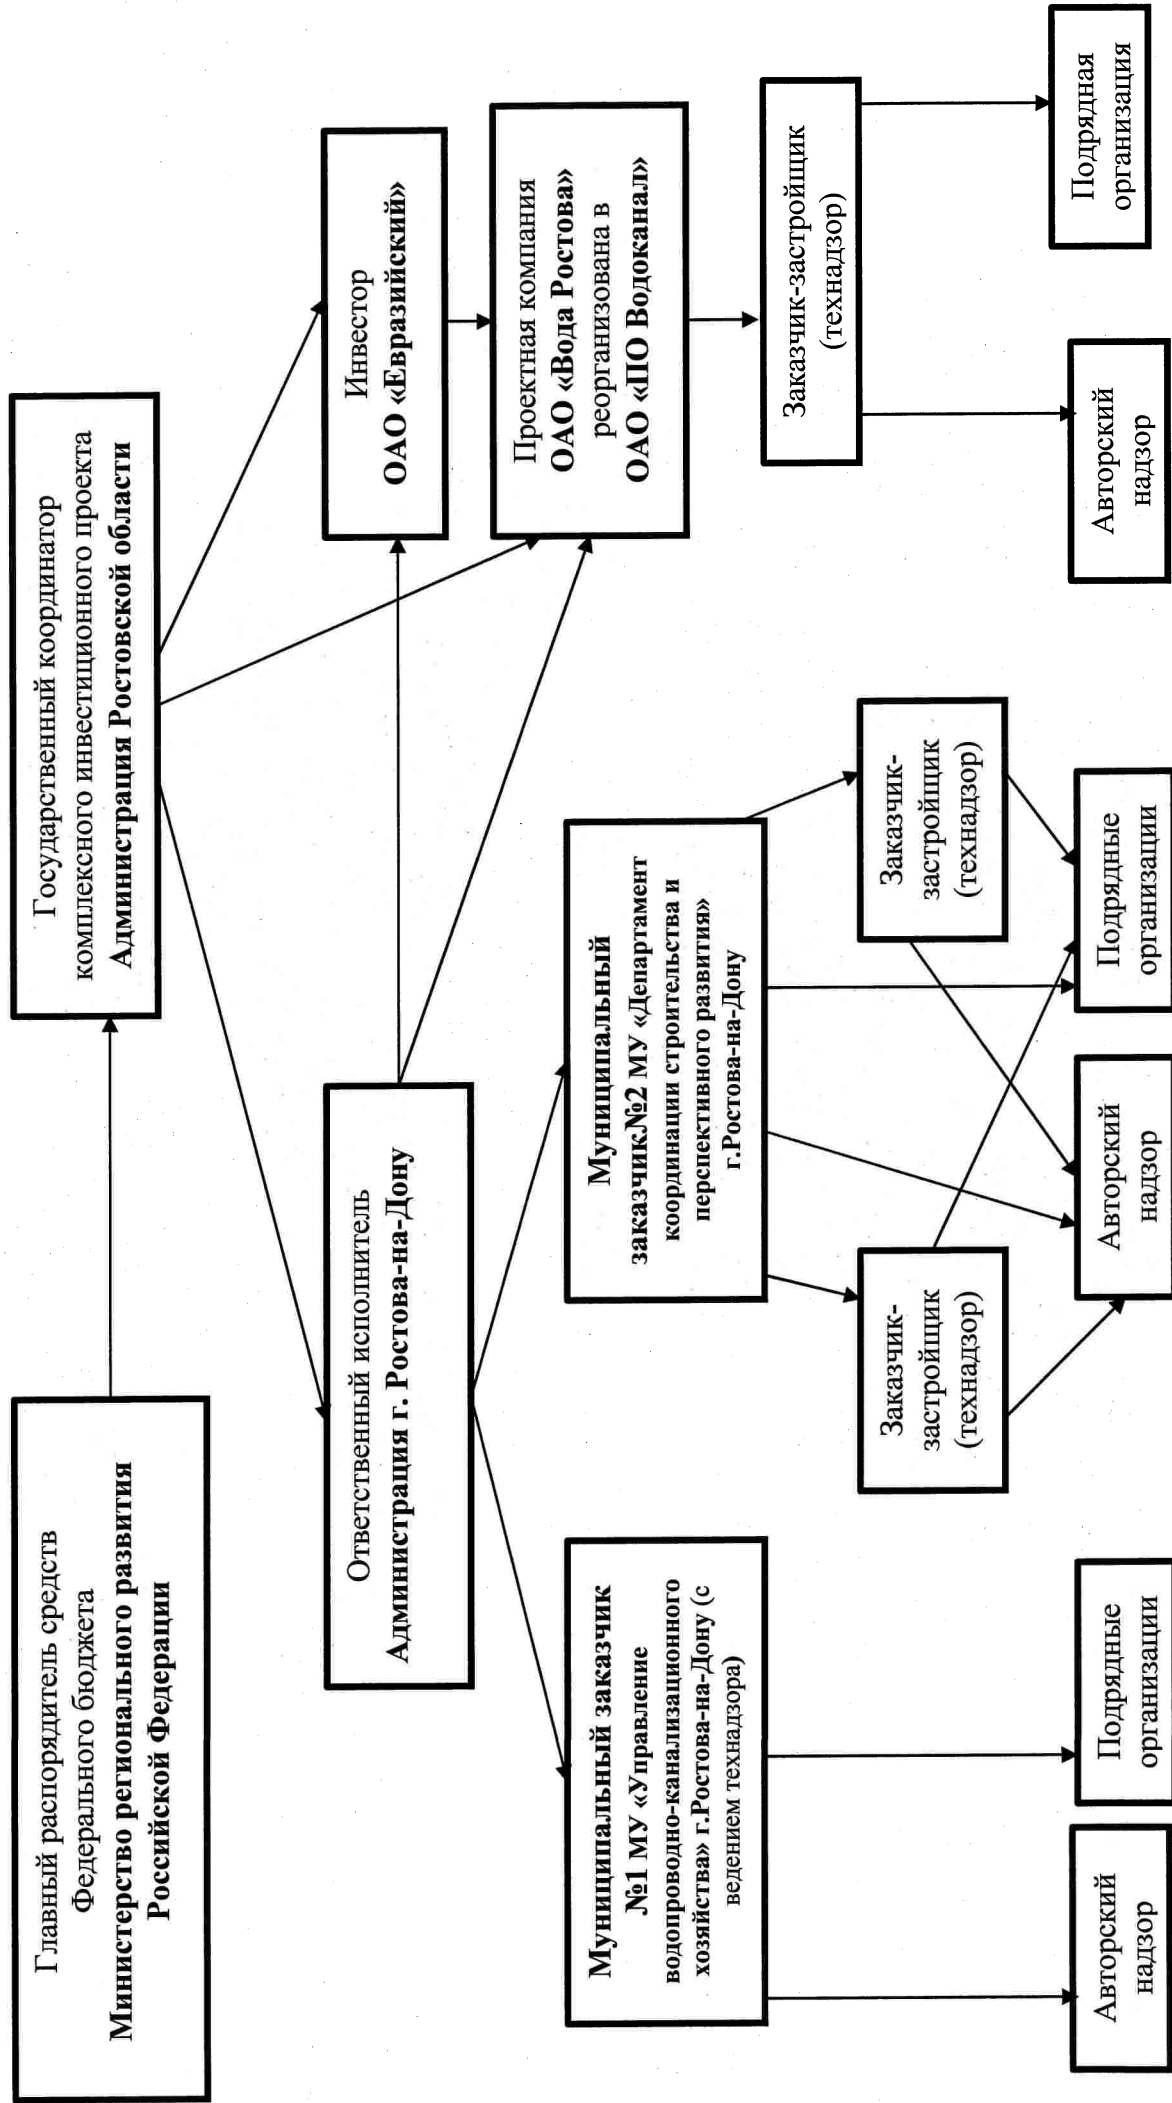 Главный распорядитель средств
Федерального бюджета
Министерство регионального развития
Российской Федерации
Государственный координатор
комплексного инвестиционного проекта
Администрация Ростовской области
Ответственный исполнитель
Администрация г. Ростова-на-Дону
Инвестор
ОАО «Евразийский»
Проектная компания
ОАО «Вода Ростова»
реорганизована в
ОАО «ПО Водоканал»
Муниципальный заказчик
№1 МУ «Управление
водопроводно-канализационного
хозяйства» г.Ростова-на-Дону (с
ведением технадзора)
Муниципальный
заказчик№2 МУ «Департамент
координации строительства и
перспективного развития»
г.Ростова-на-Дону
Заказчик-застройщик
(технадзор)
Заказчик-
застройщик
(технадзор)
Заказчик-
застройщик
(технадзор)
Авторский
надзор
Подрядные
организации
Авторский
надзор
Подрядные
организации
Авторский
надзор
Подрядная
организация